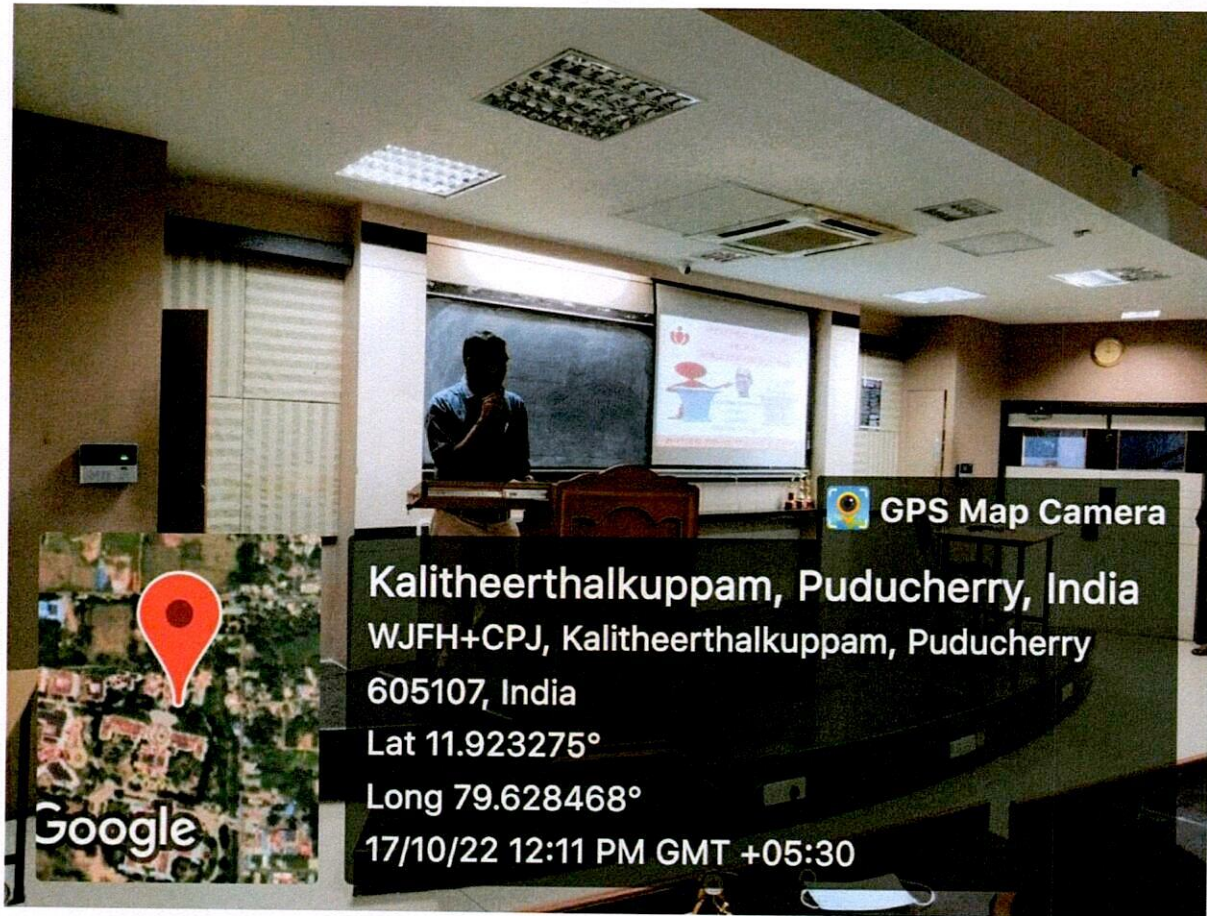 GPS Map Camera
Kalitheerthalkuppam, Puducherry, India
WJFH+CPJ, Kalitheerthalkuppam, Puducherry
605107, India
Lat 11.923275°
Long 79.628468°
17/10/22 12:11 PM GMT +05:30
Google